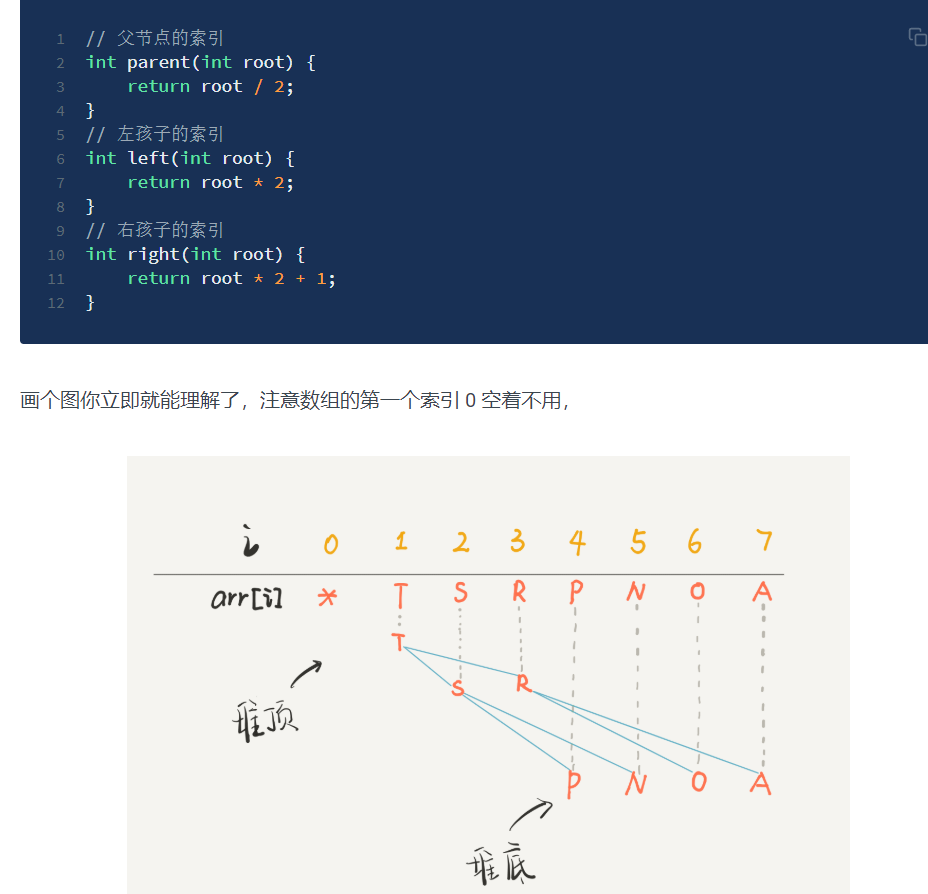 1 // 父节点的索引
2 int parent(int root) {
3 return root / 2;
4 }
5 // 左孩子的索引
6 int left(int root) {
7 return root * 2;
8 }
9 // 右孩子的索引
10 int right(int root) {
11 return root * 2 + 1;
12 }
画个图你立即就能理解了，注意数组的第一个索引 0 空着不用，
i 0 1 2 3 4 5 6 7
arr[i] * T S R P N O A
T
S R
堆顶
P N O A
堆底